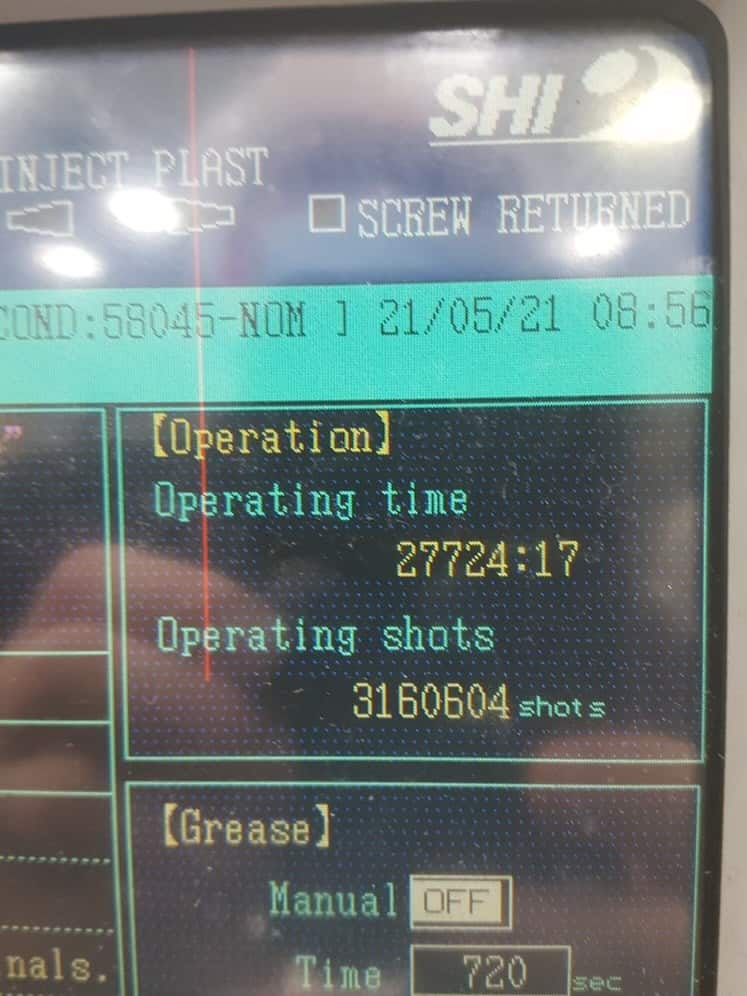 SHI
INJECT PLAST
SCREW RETURNED
COND:58045-NOM ] 21/05/21 08:56
【Operation】
Operating time
27724:17
Operating shots
3160604 shots
【Grease】
Manual OFF
nals. Time 720 sec